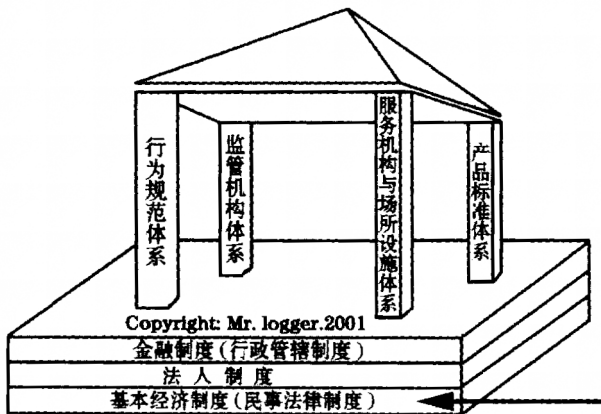 行为规范体系
监管机构体系
服务机构与场所设施体系
产品标准体系
Copyright: Mr. logger.2001
金融制度(行政管辖制度)
法人制度
基本经济制度(民事法律制度)